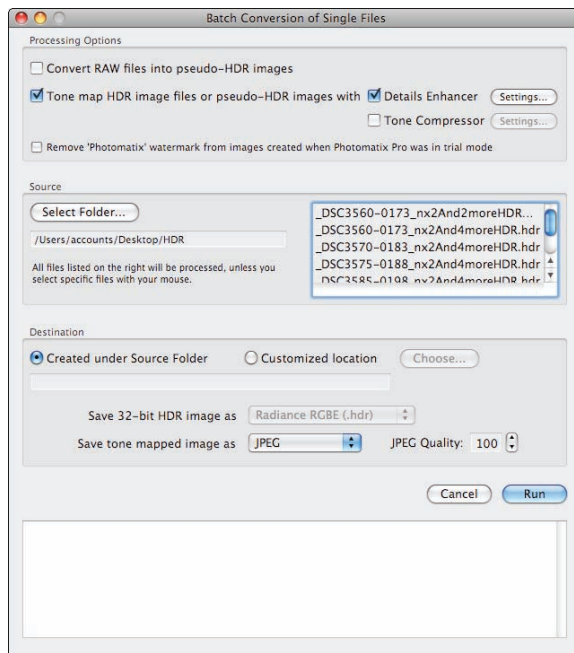 Batch Conversion of Single Files
Processing Options
Convert RAW files into pseudo-HDR images
Tone map HDR image files or pseudo-HDR images with Details Enhancer Settings...
Tone Compressor Settings...
Remove 'Photomatix' watermark from images created when Photomatix Pro was in trial mode
Source
Select Folder...
/Users/accounts/Desktop/HDR
All files listed on the right will be processed, unless you
select specific files with your mouse.
_DSC3560-0173_nx2And2moreHDR...
_DSC3560-0173_nx2And4moreHDR.hdr
_DSC3570-0183_nx2And4moreHDR.hdr
_DSC3575-0188_nx2And4moreHDR.hdr
_DSC3585-0198_nx2And4moreHDR.hdr
Destination
Created under Source Folder Customized location Choose...
Save 32-bit HDR image as Radiance RGBE (.hdr)
Save tone mapped image as JPEG JPEG Quality: 100
Cancel Run